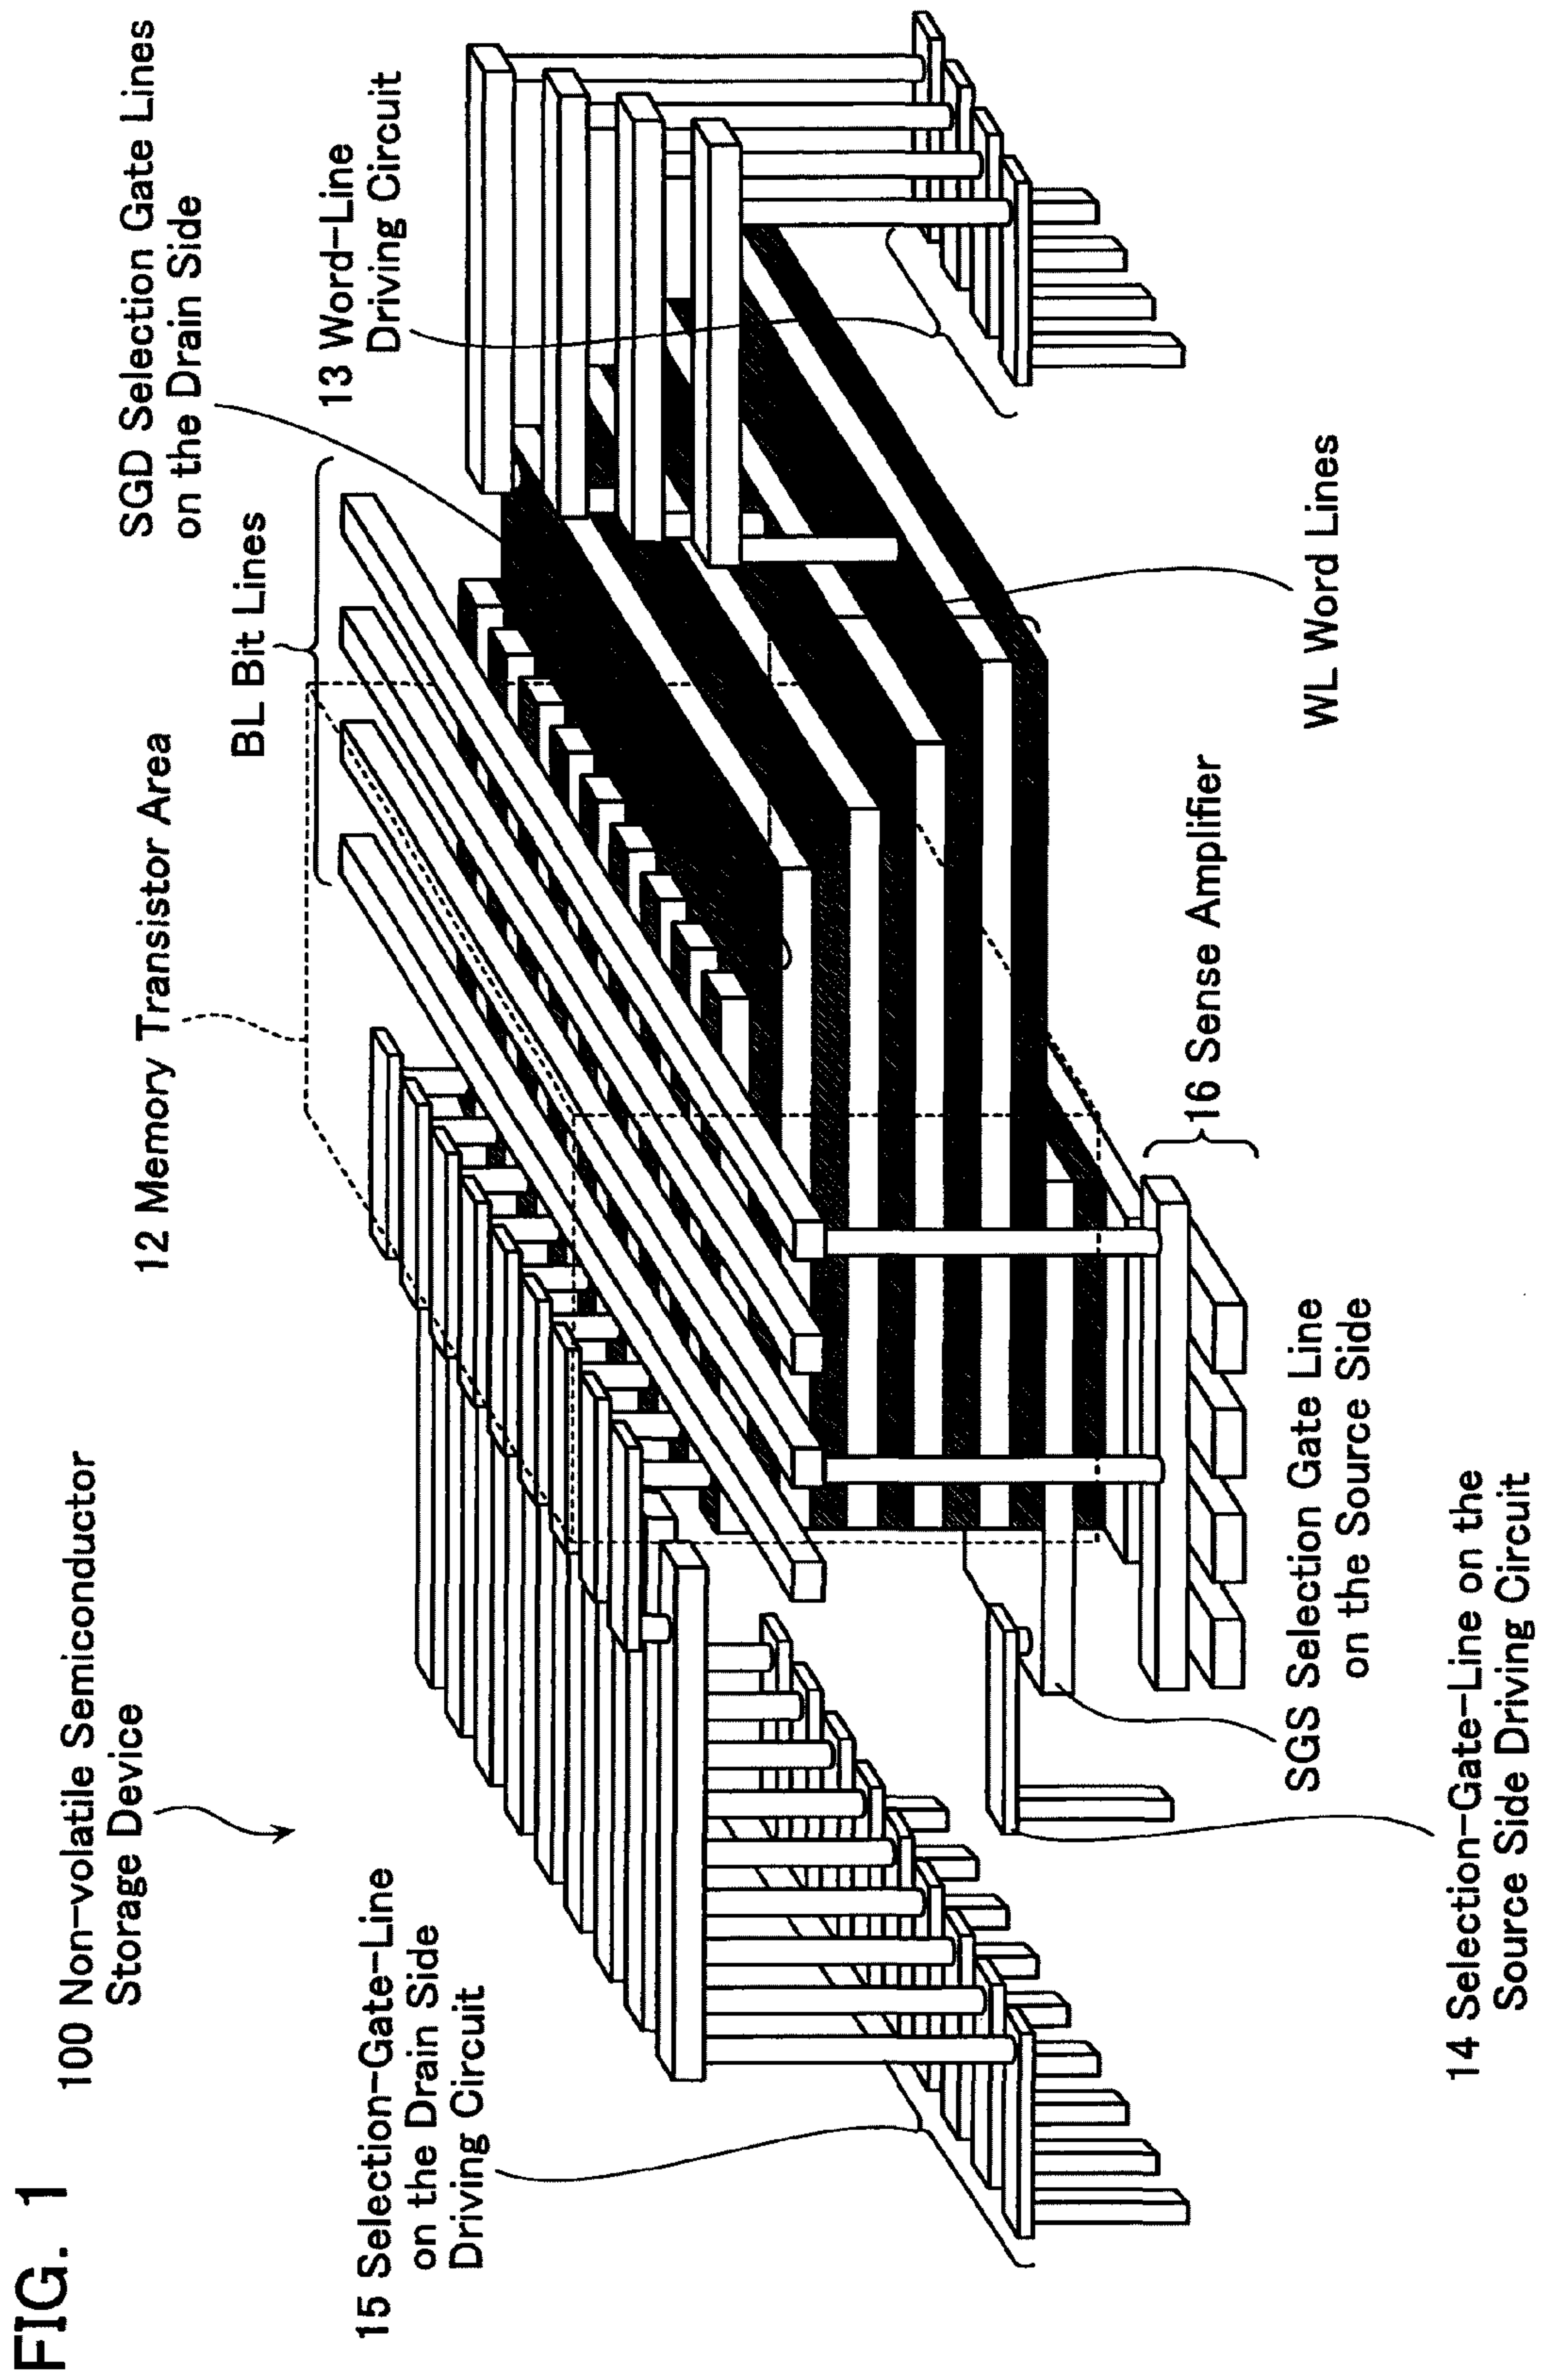 FIG. 1
100 Non-volatile Semiconductor
Storage Device
12 Memory Transistor Area
BL Bit Lines
SGD Selection Gate Lines
on the Drain Side
13 Word-Line
Driving Circuit
15 Selection-Gate-Line
on the Drain Side
Driving Circuit
WL Word Lines
16 Sense Amplifier
SGS Selection Gate Line
on the Source Side
14 Selection-Gate-Line on the
Source Side Driving Circuit